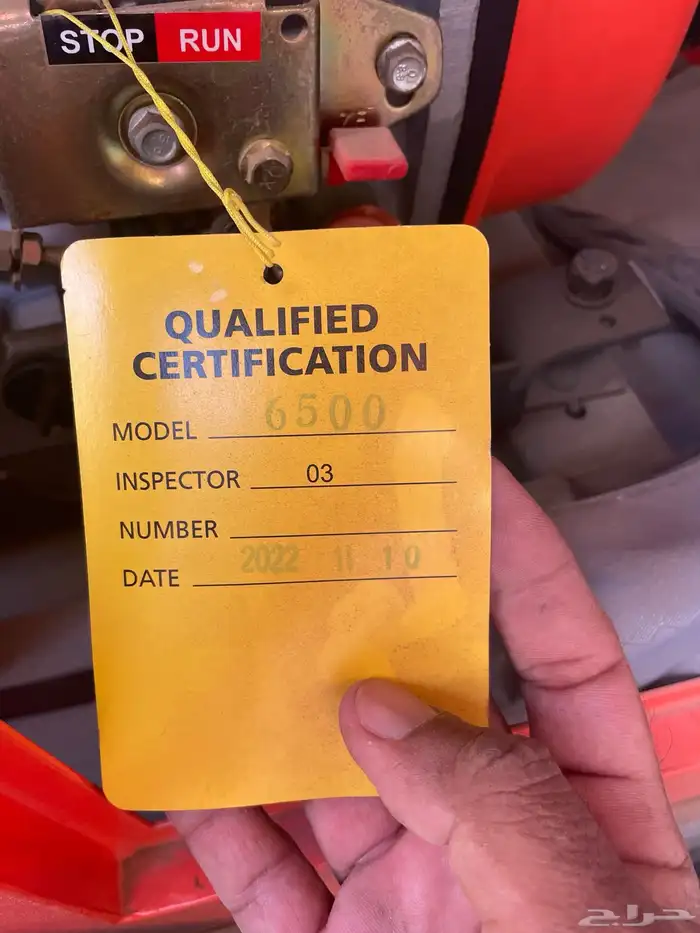 STOP RUN
QUALIFIED
CERTIFICATION
MODEL 6500
INSPECTOR 03
NUMBER
DATE 2022 11 10
حراج